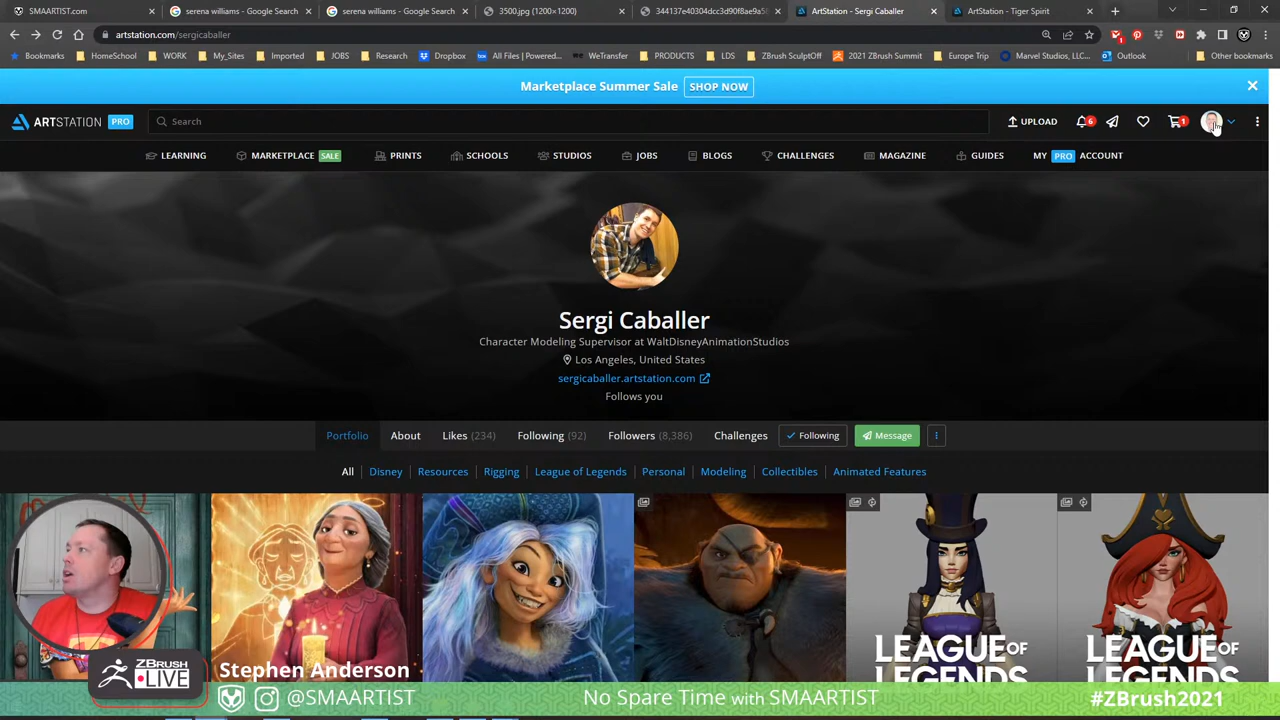 SMAARTIST.com
serena williams - Google Search
serena williams - Google Search
3500.jpg (1200×1200)
344137e40304dcc3d90f8ae9a5
ArtStation - Sergi Caballer
ArtStation - Tiger Spirit
artstation.com/sergicaballer
1
Bookmarks
HomeSchool
WORK
My_Sites
Imported
JOBS
Research
Dropbox
All Files | Powered...
WeTransfer
PRODUCTS
LDS
ZBrush SculptOff
2021 ZBrush Summit
Europe Trip
Marvel Studios, LLC...
Outlook
Other bookmarks
Marketplace Summer Sale SHOP NOW
ARTSTATION PRO
Search
UPLOAD
6
1
LEARNING
MARKETPLACE SALE
PRINTS
SCHOOLS
STUDIOS
JOBS
BLOGS
CHALLENGES
MAGAZINE
GUIDES
MY PRO ACCOUNT
Sergi Caballer
Character Modeling Supervisor at WaltDisneyAnimationStudios
Los Angeles, United States
sergicaballer.artstation.com
Follows you
Portfolio
About
Likes (234)
Following (92)
Followers (8,386)
Challenges
Following
Message
All
Disney
Resources
Rigging
League of Legends
Personal
Modeling
Collectibles
Animated Features
Stephen Anderson
LEAGUE OF
LEGENDS
LEAGUE OF
LEGENDS
ZBRUSH
LIVE
@SMAARTIST
No Spare Time with SMAARTIST
#ZBrush2021